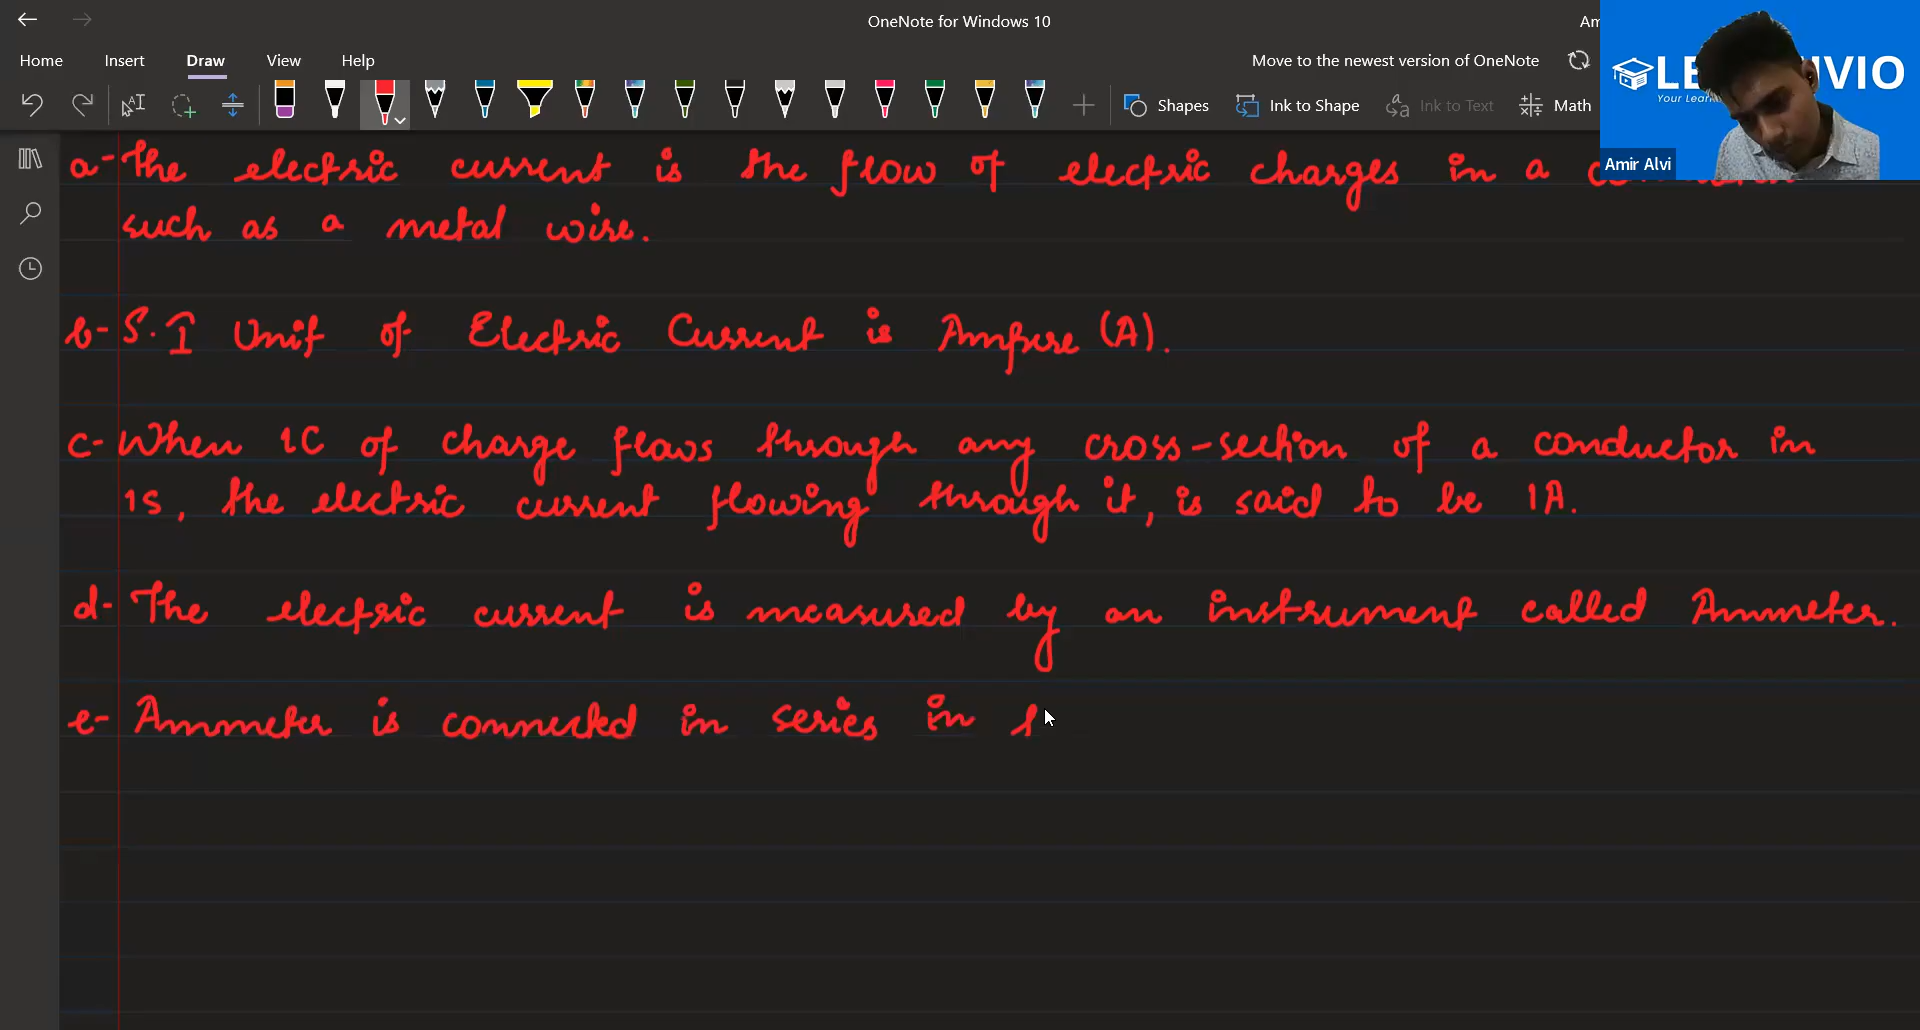 OneNote for Windows 10
Home Insert Draw View Help
Move to the newest version of OneNote
Shapes Ink to Shape Ink to Text Math
Your
Amir Alvi
a- The electric current is the flow of electric charges in a
such as a metal wire.
b- S.I Unit of Electric Current is Ampere (A).
c- When 1C of charge flows through any cross-section of a conductor in
1s, the electric current flowing through it, is said to be 1A.
d- The electric current is measured by an instrument called Ammeter.
e- Ammeter is connected in series in